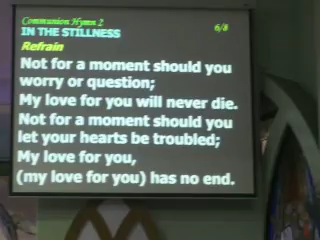 Communion Hymn 2
6/8
IN THE STILLNESS
Refrain
Not for a moment should you
worry or question;
My love for you will never die.
Not for a moment should you
let your hearts be troubled;
My love for you,
(my love for you) has no end.